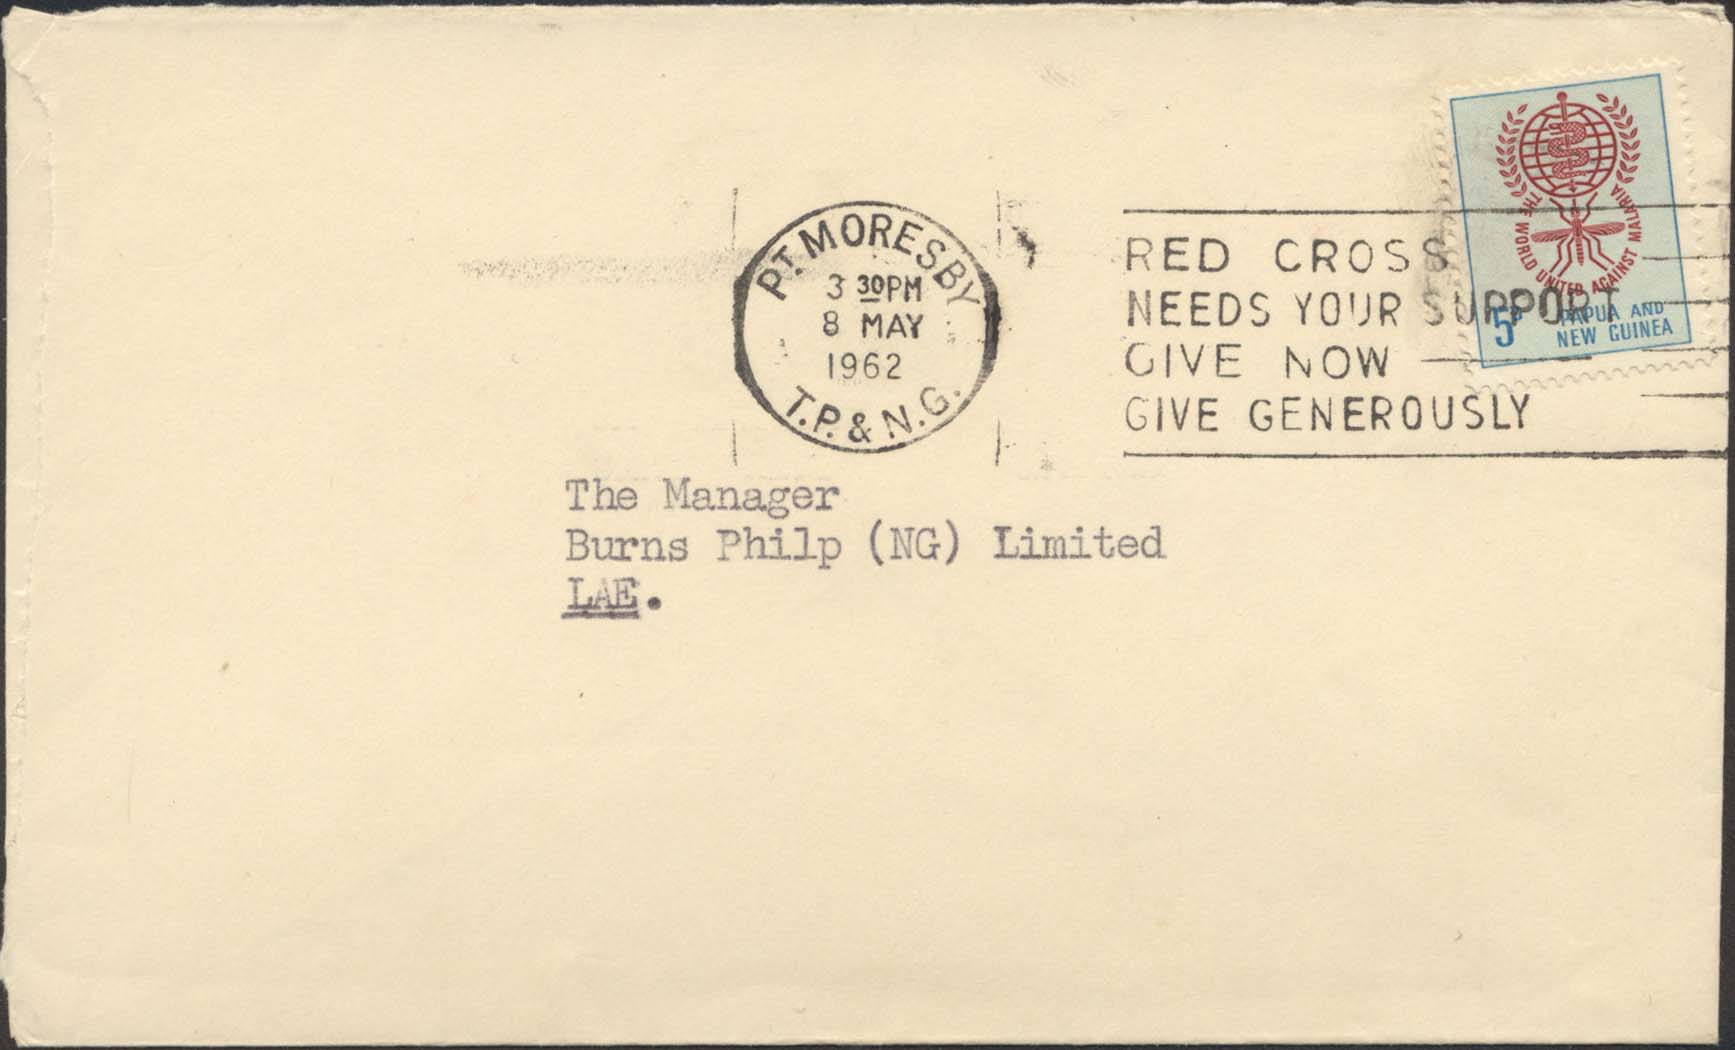 PT. MORESBY
3 30PM
8 MAY
1962
T.P. & N.G.
RED CROSS
NEEDS YOUR SUPPORT
GIVE NOW
GIVE GENEROUSLY
THE WORLD UNITED AGAINST MALARIA
5D
PAPUA AND
NEW GUINEA
The Manager
Burns Philp (NG) Limited
LAE.